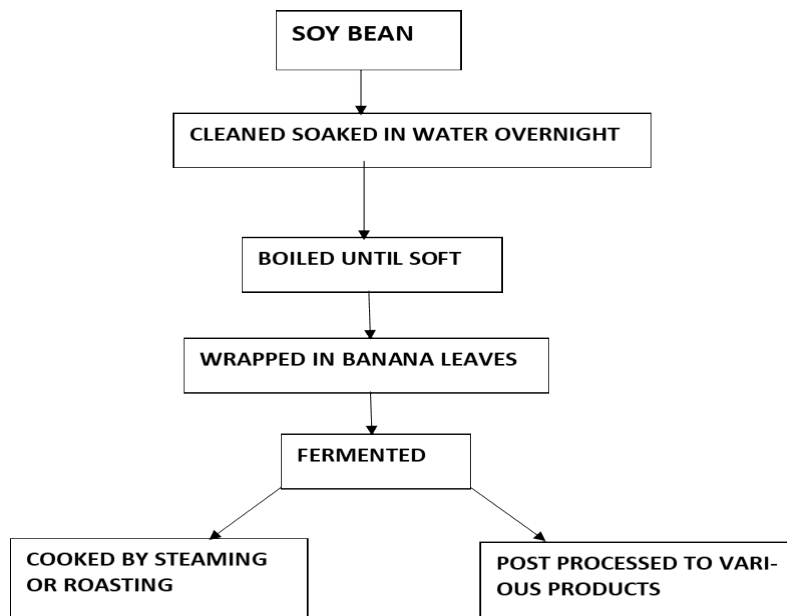 SOY BEAN
CLEANED SOAKED IN WATER OVERNIGHT
BOILED UNTIL SOFT
WRAPPED IN BANANA LEAVES
FERMENTED
COOKED BY STEAMING
OR ROASTING
POST PROCESSED TO VARI-
OUS PRODUCTS